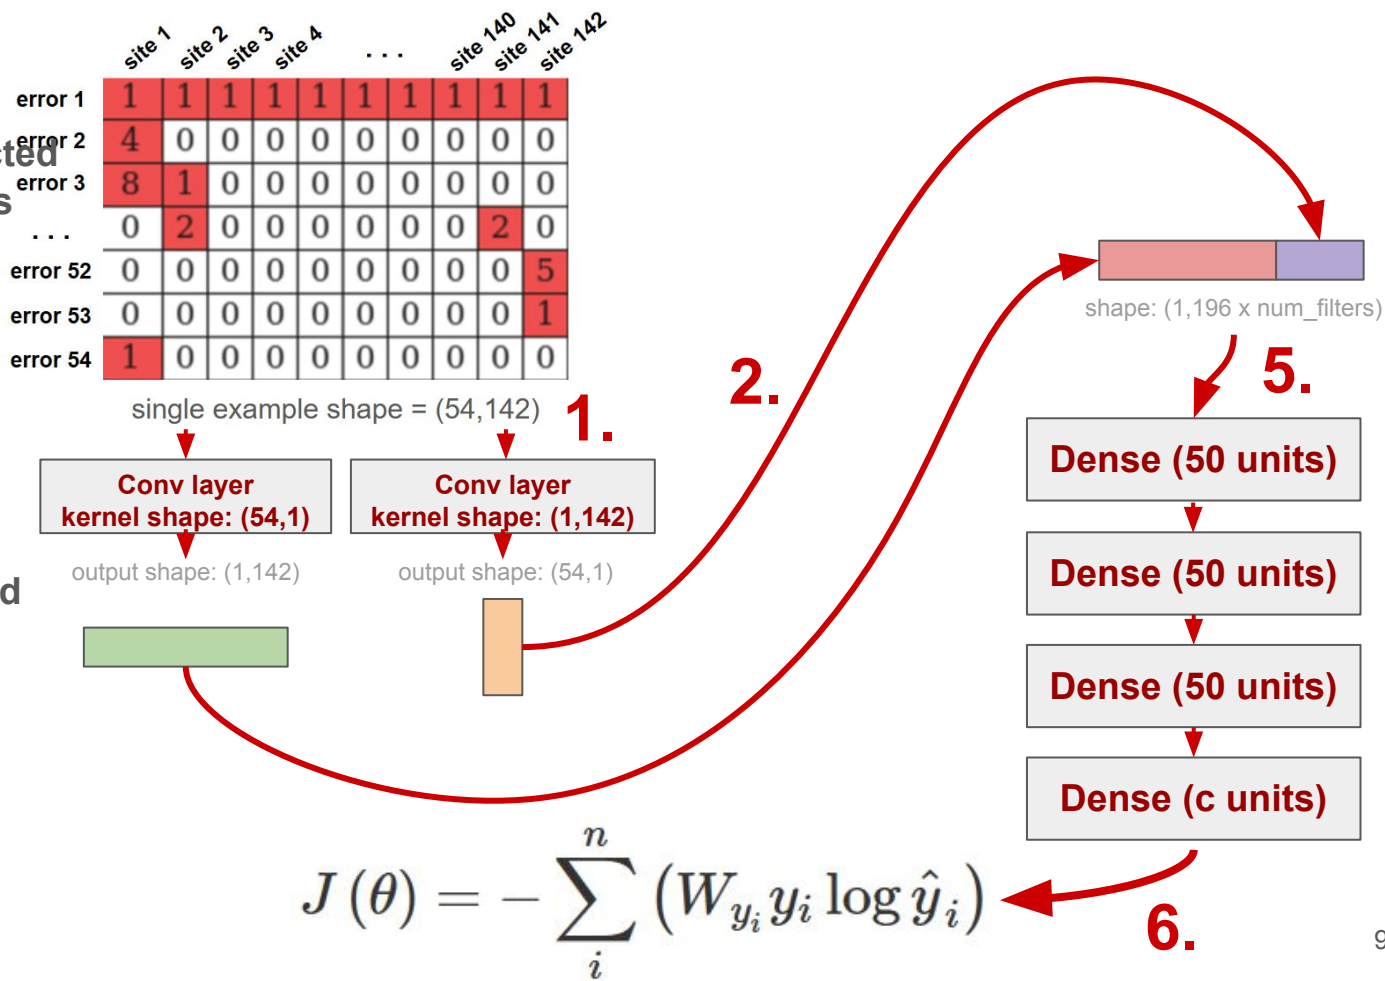 site 1 site 2 site 3 site 4 . . . site 140 site 141 site 142
error 1 1 1 1 1 1 1 1 1 1 1
error 2 4 0 0 0 0 0 0 0 0 0
cted
error 3 8 1 0 0 0 0 0 0 0 0
s
. . . 0 2 0 0 0 0 0 0 2 0
error 52 0 0 0 0 0 0 0 0 0 5
error 53 0 0 0 0 0 0 0 0 0 1
error 54 1 0 0 0 0 0 0 0 0 0
single example shape = (54,142)
1.
Conv layer
kernel shape: (54,1)
Conv layer
kernel shape: (1,142)
output shape: (1,142)
output shape: (54,1)
d
2.
shape: (1,196 x num_filters)
5.
Dense (50 units)
Dense (50 units)
Dense (50 units)
Dense (c units)
6.
J (θ) = − ∑_i^n (W_{y_i} y_i log ŷ_i)
9